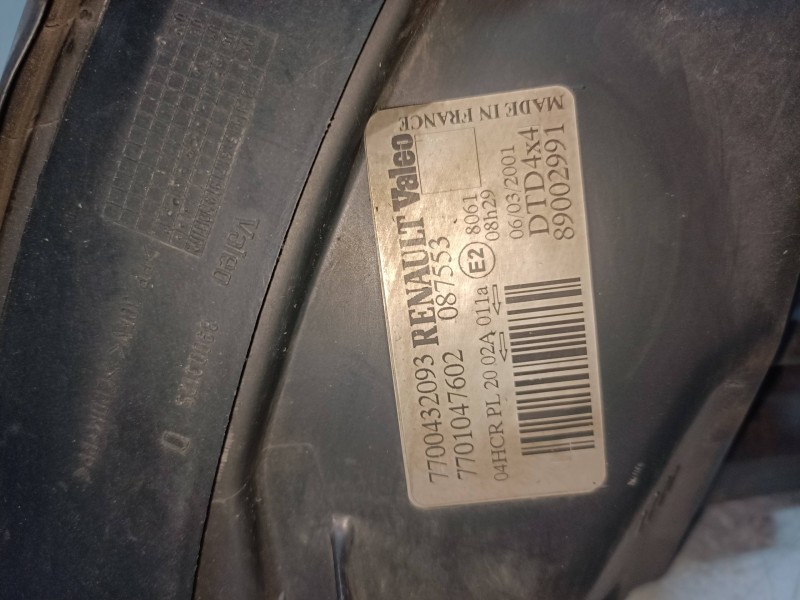 7700432093 RENAULT Valeo
7701047602 087553
04HCR PL 20 02A 011a E2 8061
08h29
06/03/2001
DTD4x4
89002991
MADE IN FRANCE
Valeo